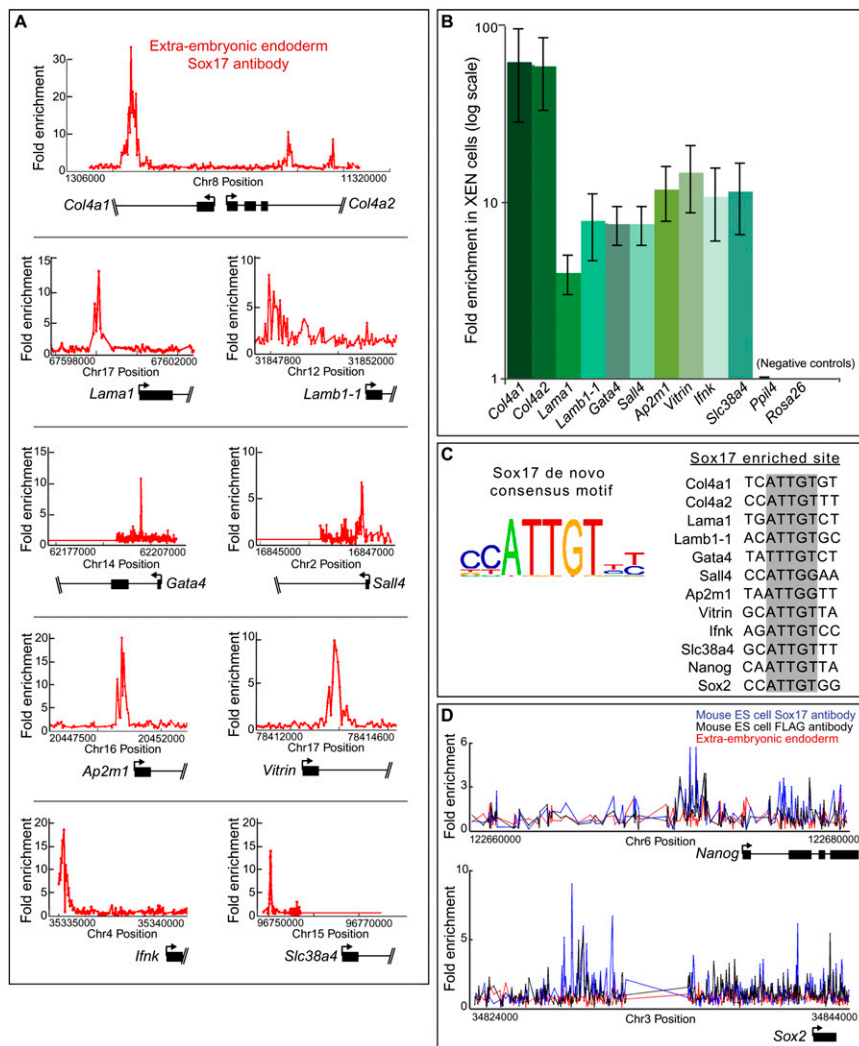 A
Extra-embryonic endoderm
Sox17 antibody
Fold enrichment
30
20
10
0
1306000
11320000
Chr8 Position
Col4a1
Col4a2
Fold enrichment
15
10
5
0
67598000
67602000
Chr17 Position
Lama1
Fold enrichment
10
5
0
31847800
31852000
Chr12 Position
Lamb1-1
Fold enrichment
15
10
5
0
62177000
62207000
Chr14 Position
Gata4
Fold enrichment
10
5
0
16845000
16847000
Chr2 Position
Sall4
Fold enrichment
20
15
10
5
0
20447500
20452000
Chr16 Position
Ap2m1
Fold enrichment
10
5
0
78412000
78414600
Chr17 Position
Vitrin
Fold enrichment
20
15
10
5
0
35335000
35340000
Chr4 Position
Ifnk
Fold enrichment
20
15
10
5
0
96750000
96770000
Chr15 Position
Slc38a4
B
Fold enrichment in XEN cells (log scale)
100
10
1
(Negative controls)
Col4a1
Col4a2
Lama1
Lamb1-1
Gata4
Sall4
Ap2m1
Vitrin
Ifnk
Slc38a4
Ppil4
Rosa26
C
Sox17 de novo
consensus motif
CCATTGT
Sox17 enriched site
Col4a1 TCATTGTGT
Col4a2 CCATTGTTT
Lama1 TGATTGTCT
Lamb1-1 ACATTGTGC
Gata4 TATTTGTCT
Sall4 CCATTGGAA
Ap2m1 TAATTGGTT
Vitrin GCATTGTTA
Ifnk AGATTGTCC
Slc38a4 GCATTGTTT
Nanog CAATTGTTA
Sox2 CCATTGTGG
D
Mouse ES cell Sox17 antibody
Mouse ES cell FLAG antibody
Extra-embryonic endoderm
Fold enrichment
6
3
0
122660000
122680000
Chr6 Position
Nanog
Fold enrichment
10
5
0
34824000
34844000
Chr3 Position
Sox2